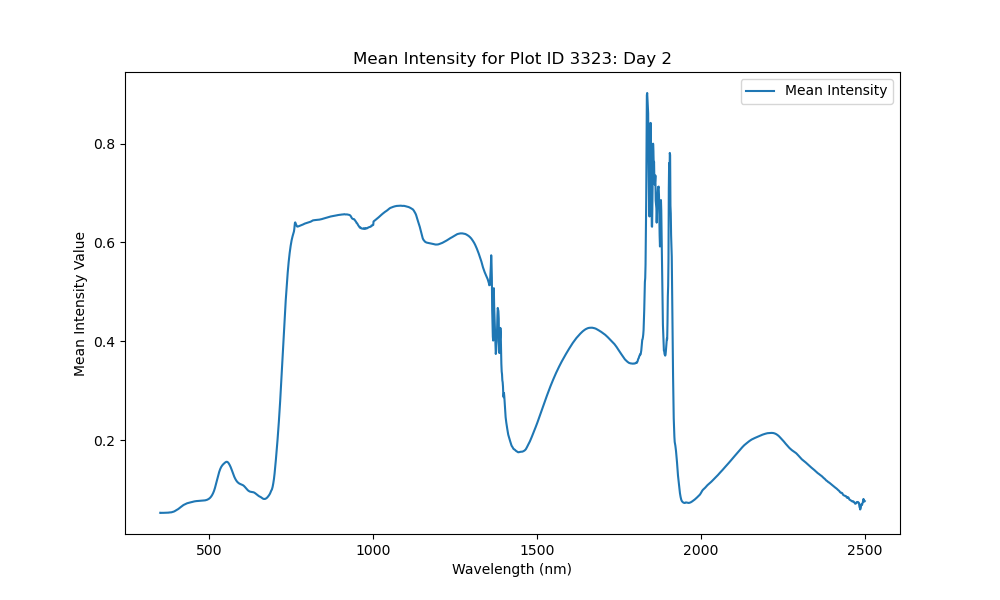 Mean Intensity for Plot ID 3323: Day 2
Mean Intensity
Mean Intensity Value
0.8
0.6
0.4
0.2
500 1000 1500 2000 2500
Wavelength (nm)